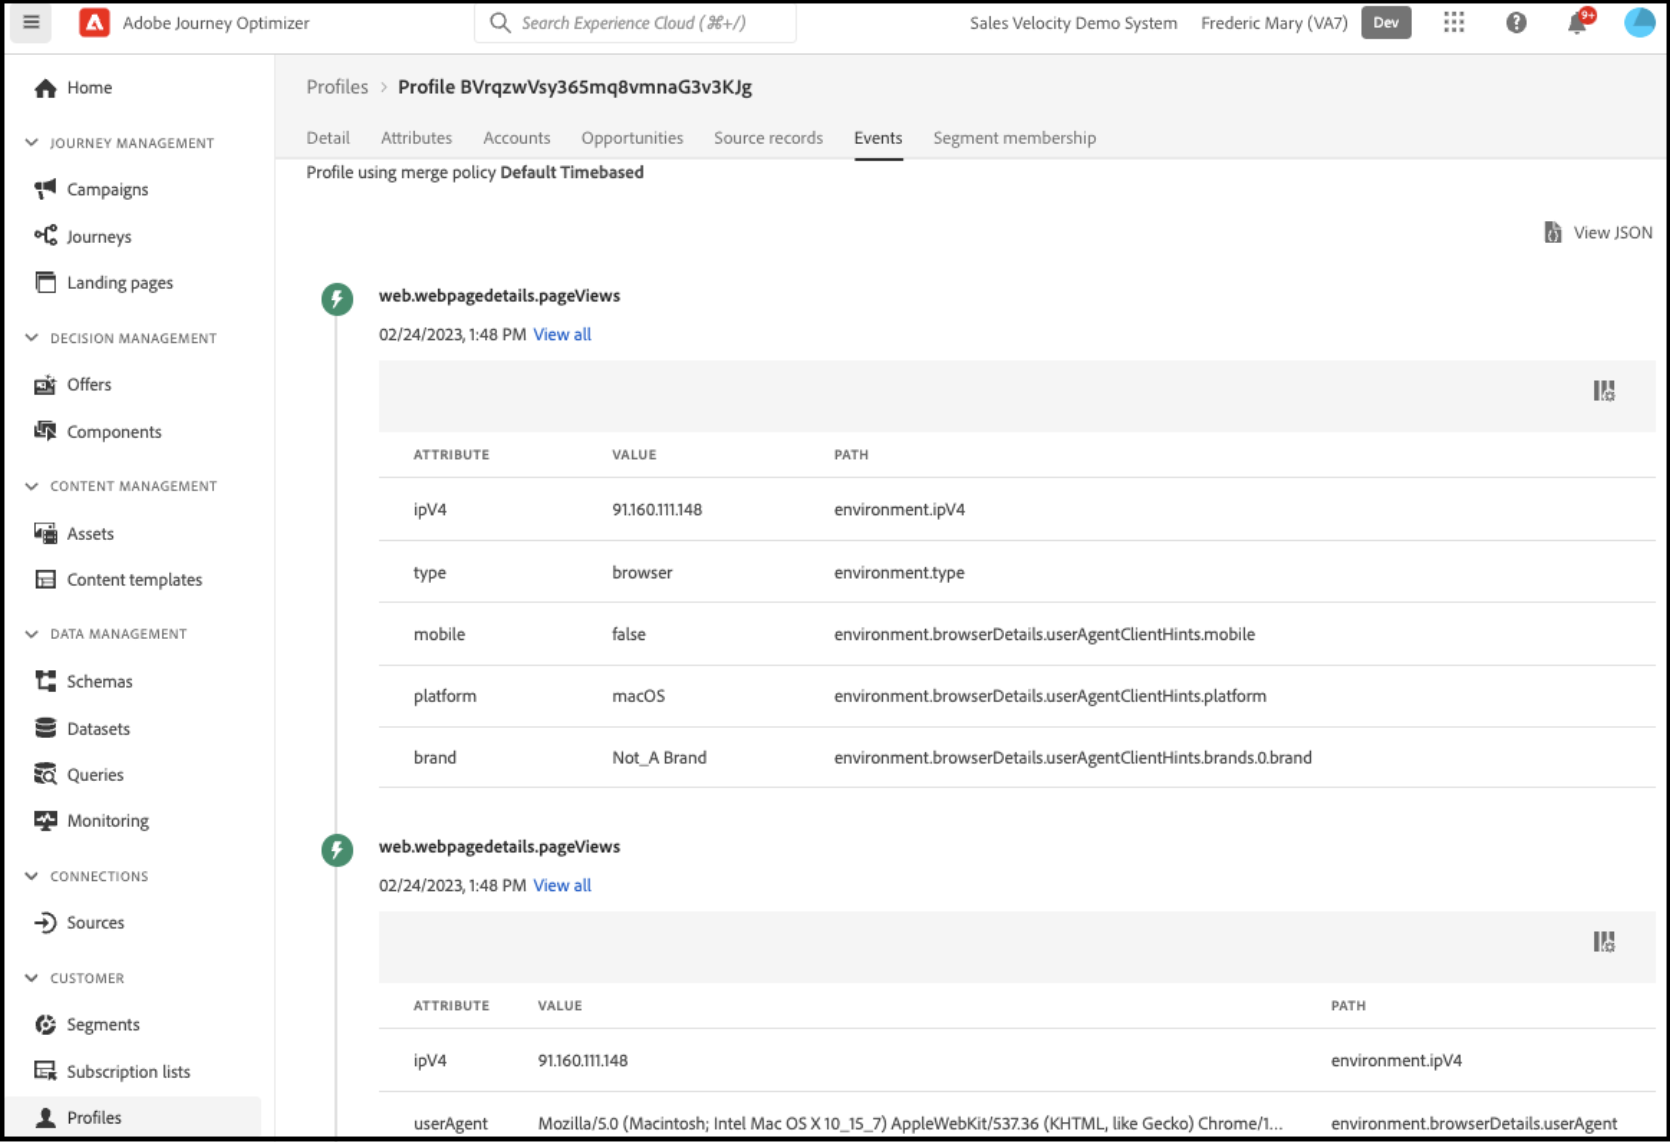 Adobe Journey Optimizer
Search Experience Cloud (⌘+/)
Sales Velocity Demo System
Frederic Mary (VA7)
Dev
9+
Home
JOURNEY MANAGEMENT
Campaigns
Journeys
Landing pages
DECISION MANAGEMENT
Offers
Components
CONTENT MANAGEMENT
Assets
Content templates
DATA MANAGEMENT
Schemas
Datasets
Queries
Monitoring
CONNECTIONS
Sources
CUSTOMER
Segments
Subscription lists
Profiles
Profiles > Profile BVrqzwVsy365mq8vmnaG3v3KJg
Detail Attributes Accounts Opportunities Source records Events Segment membership
Profile using merge policy Default Timebased
View JSON
web.webpagedetails.pageViews
02/24/2023, 1:48 PM View all
ATTRIBUTE VALUE PATH
ipV4 91.160.111.148 environment.ipV4
type browser environment.type
mobile false environment.browserDetails.userAgentClientHints.mobile
platform macOS environment.browserDetails.userAgentClientHints.platform
brand Not_A Brand environment.browserDetails.userAgentClientHints.brands.0.brand
web.webpagedetails.pageViews
02/24/2023, 1:48 PM View all
ATTRIBUTE VALUE PATH
ipV4 91.160.111.148 environment.ipV4
userAgent Mozilla/5.0 (Macintosh; Intel Mac OS X 10_15_7) AppleWebKit/537.36 (KHTML, like Gecko) Chrome/1... environment.browserDetails.userAgent